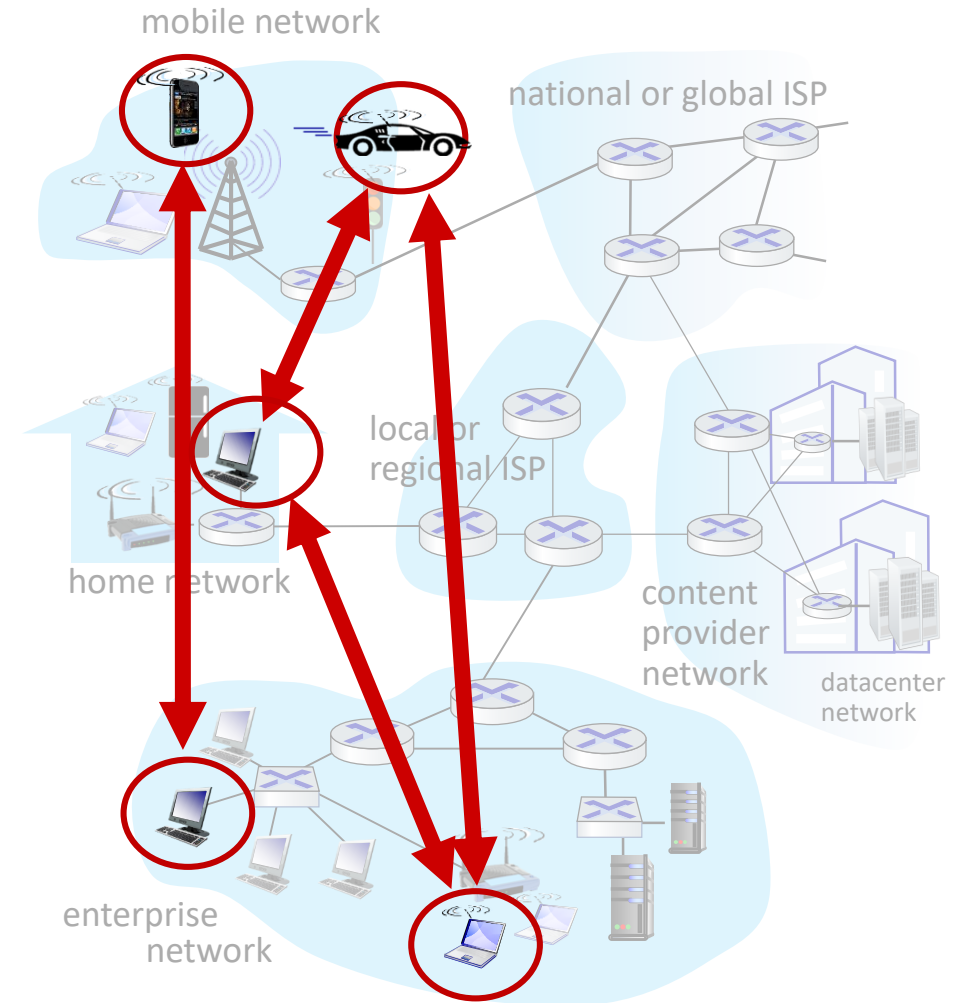 mobile network
national or global ISP
local or
regional ISP
home network
content
provider
network
datacenter
network
enterprise
network